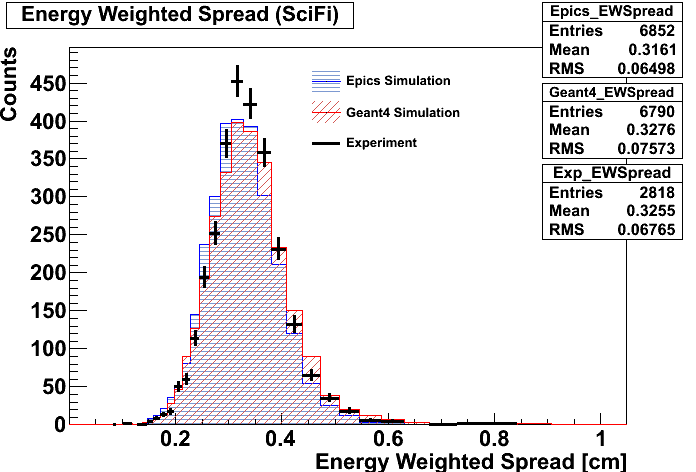 Energy Weighted Spread (SciFi)
Counts
450
400
350
300
250
200
150
100
50
0
0.2
0.4
0.6
0.8
1
Energy Weighted Spread [cm]
Epics Simulation
Geant4 Simulation
Experiment
Epics_EWSpread
Entries 6852
Mean 0.3161
RMS 0.06498
Geant4_EWSpread
Entries 6790
Mean 0.3276
RMS 0.07573
Exp_EWSpread
Entries 2818
Mean 0.3255
RMS 0.06765